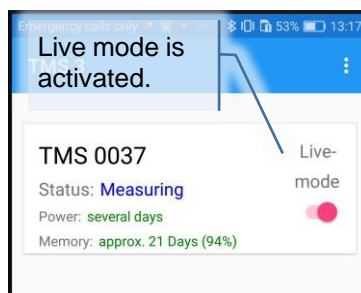 Emergency calls only 53% 13:17
Live mode is
activated.
TMS 3
TMS 0037
Live-
mode
Status: Measuring
Power: several days
Memory: approx. 21 Days (94%)